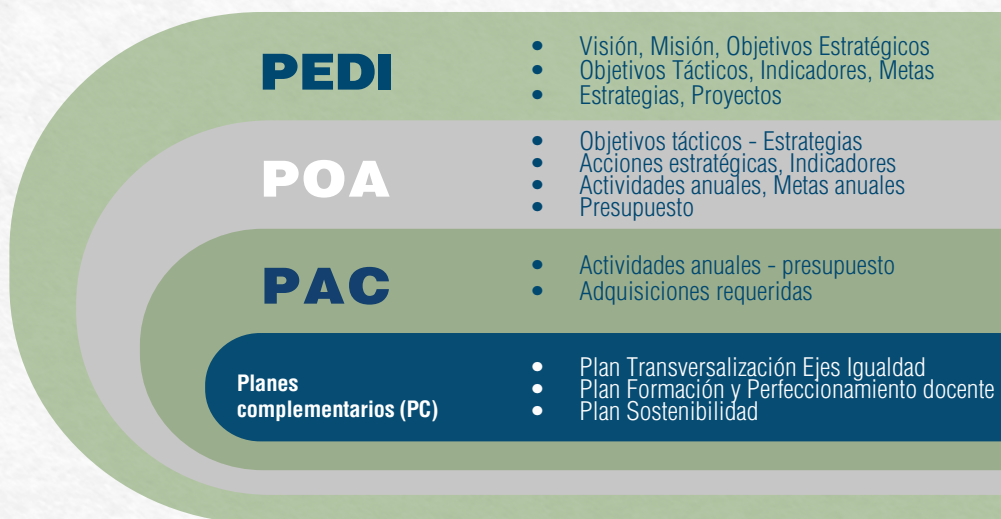 PEDI
• Visión, Misión, Objetivos Estratégicos
• Objetivos Tácticos, Indicadores, Metas
• Estrategias, Proyectos
POA
• Objetivos tácticos - Estrategias
• Acciones estratégicas, Indicadores
• Actividades anuales, Metas anuales
• Presupuesto
PAC
• Actividades anuales - presupuesto
• Adquisiciones requeridas
Planes
complementarios (PC)
• Plan Transversalización Ejes Igualdad
• Plan Formación y Perfeccionamiento docente
• Plan Sostenibilidad